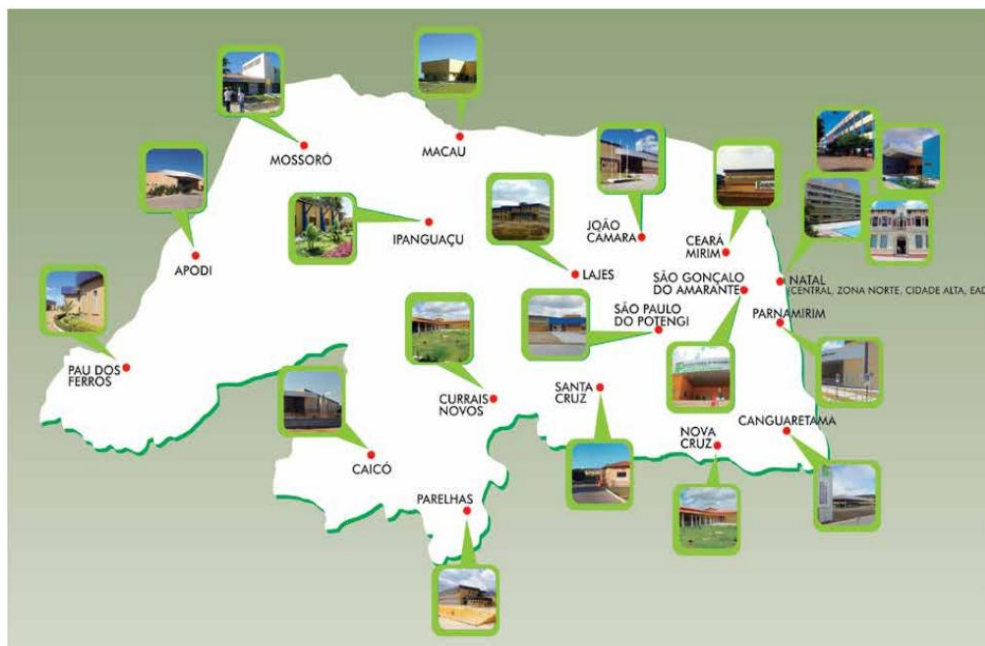 MOSSORÓ
MACAU
APODI
IPANGUAÇU
LAJES
JOÃO
CÂMARA
CEARÁ
MIRIM
SÃO GONÇALO
DO AMARANTE
NATAL
(CENTRAL, ZONA NORTE, CIDADE ALTA, EAD
PARNAMIRIM
SÃO PAULO
DO POTENGI
PAU DOS
FERROS
CURRAIS
NOVOS
SANTA
CRUZ
NOVA
CRUZ
CANGUARETAMA
CAICÓ
PARELHAS